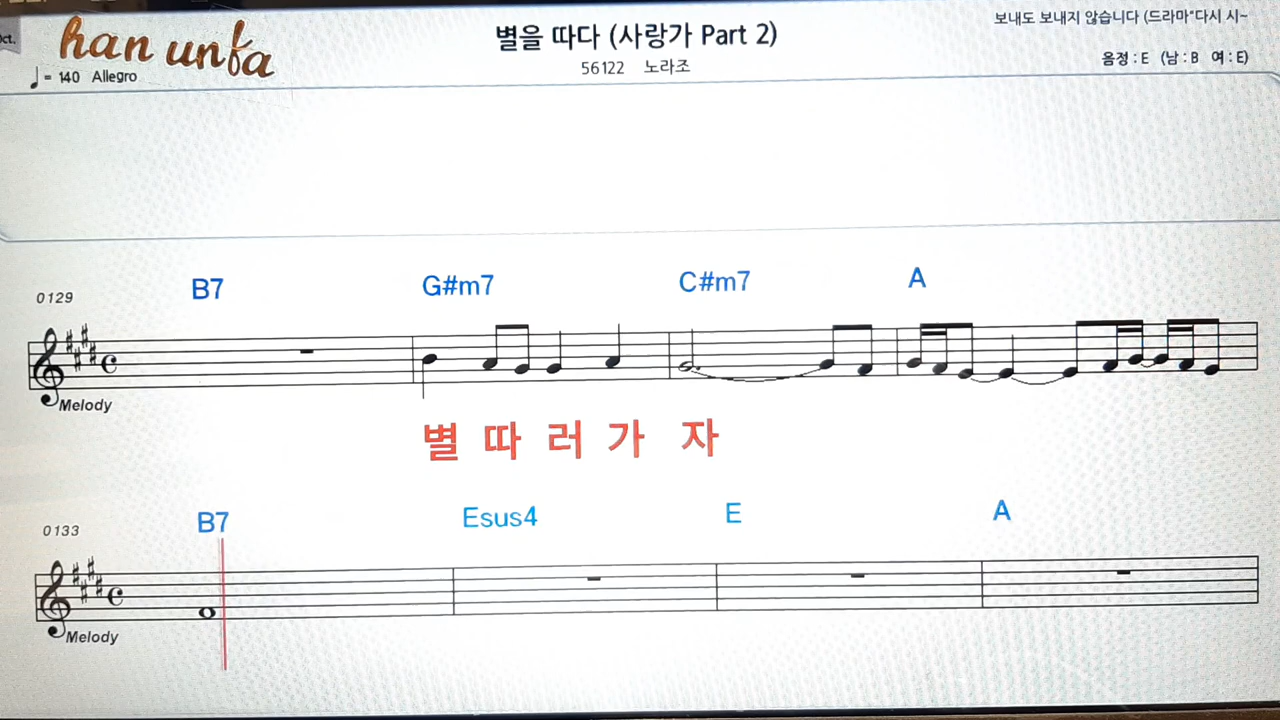 ct.
han unfa
♩ = 140 Allegro
별을 따다 (사랑가 Part 2)
56122 노라조
보내도 보내지 않습니다 (드라마"다시 시~
음정 : E (남 : B 여 : E)
B7 G#m7 C#m7 A
0129
Melody
별 따 러 가 자
B7 Esus4 E A
0133
Melody